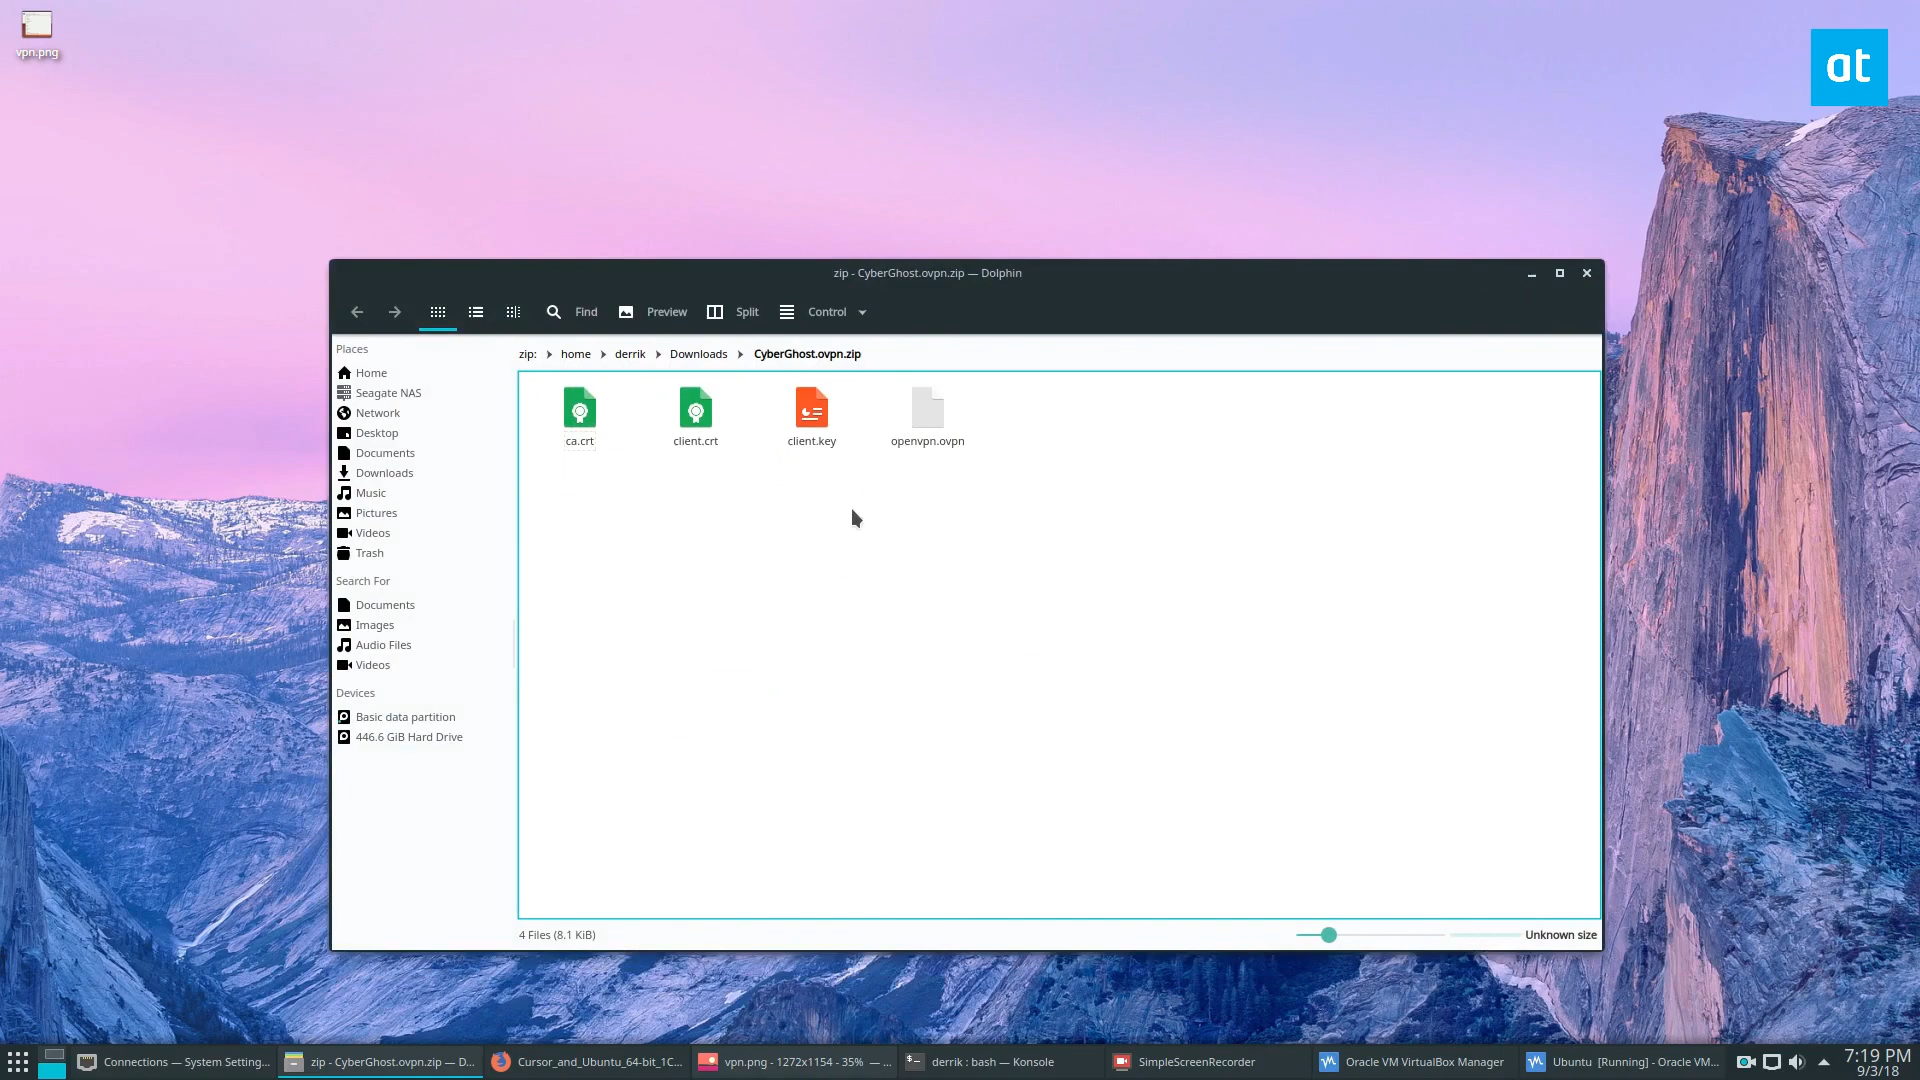 vpn.png
at
zip - CyberGhost.ovpn.zip — Dolphin
Find
Preview
Split
Control
Places
Home
Seagate NAS
Network
Desktop
Documents
Downloads
Music
Pictures
Videos
Trash
Search For
Documents
Images
Audio Files
Videos
Devices
Basic data partition
446.6 GiB Hard Drive
zip: home derrik Downloads CyberGhost.ovpn.zip
ca.crt client.crt client.key openvpn.ovpn
4 Files (8.1 KiB)
Unknown size
Connections — System Setting...
zip - CyberGhost.ovpn.zip — D...
Cursor_and_Ubuntu_64-bit_1C...
vpn.png - 1272x1154 - 35% — ...
derrik : bash — Konsole
SimpleScreenRecorder
Oracle VM VirtualBox Manager
Ubuntu [Running] - Oracle VM...
7:19 PM
9/3/18